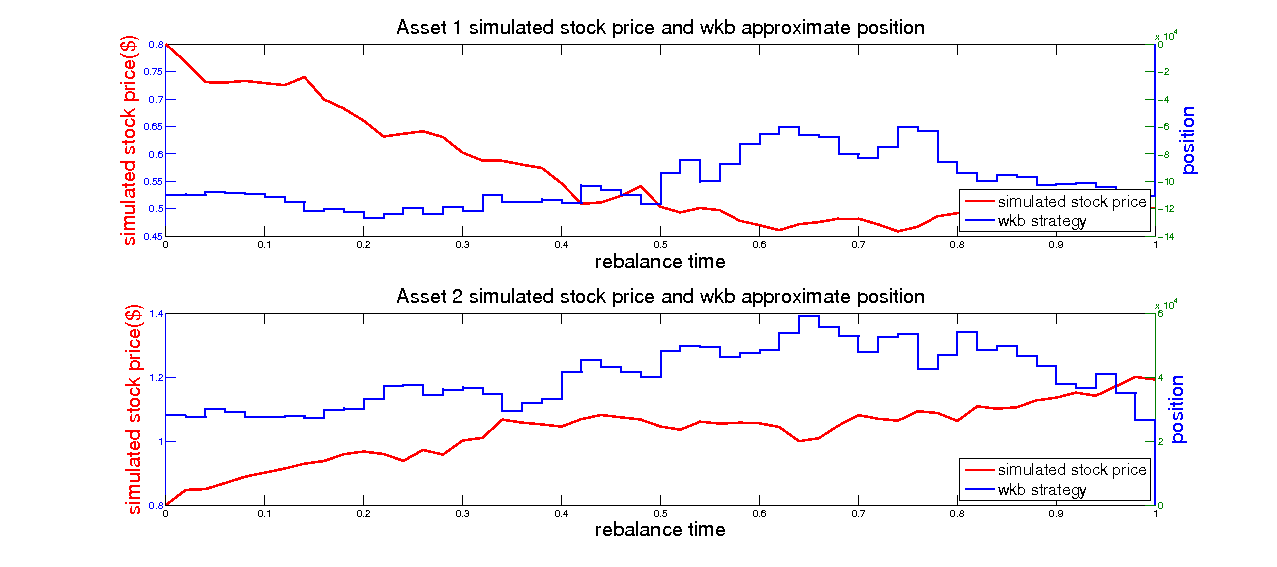 Asset 1 simulated stock price and wkb approximate position
x 10^4
simulated stock price($)
0.8
0.75
0.7
0.65
0.6
0.55
0.5
0.45
0
−2
−4
−6
−8
−10
−12
−14
position
simulated stock price
wkb strategy
0 0.1 0.2 0.3 0.4 0.5 0.6 0.7 0.8 0.9 1
rebalance time
Asset 2 simulated stock price and wkb approximate position
x 10^4
simulated stock price($)
1.4
1.2
1
0.8
6
4
2
0
position
simulated stock price
wkb strategy
0 0.1 0.2 0.3 0.4 0.5 0.6 0.7 0.8 0.9 1
rebalance time